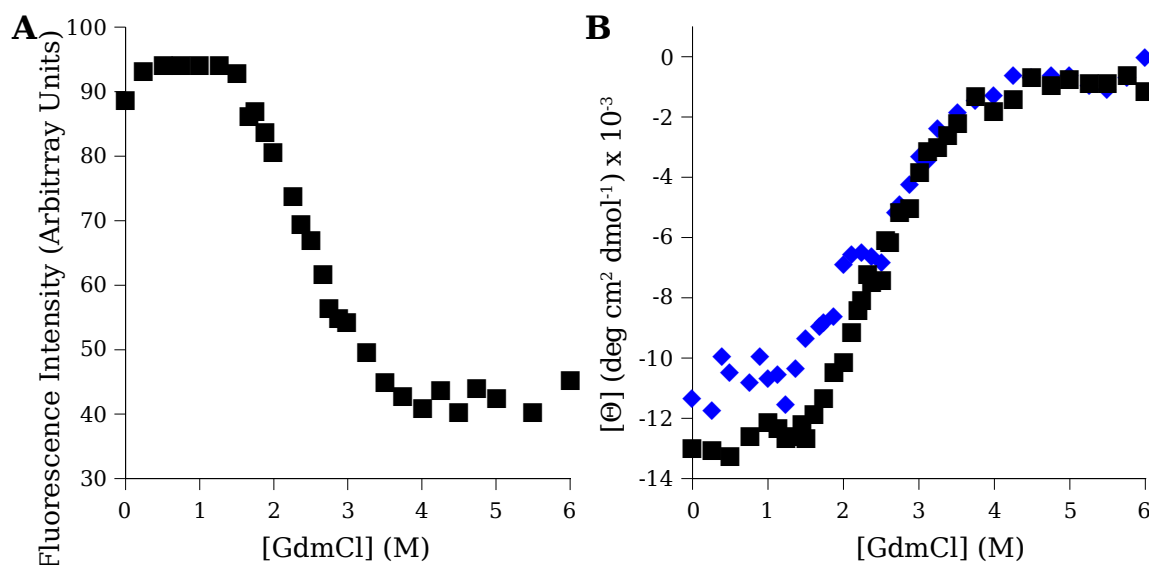 A
Fluorescence Intensity (Arbitrray Units)
100
90
80
70
60
50
40
30
0 1 2 3 4 5 6
[GdmCl] (M)
B
[Θ] (deg cm² dmol⁻¹) x 10⁻³
0
-2
-4
-6
-8
-10
-12
-14
0 1 2 3 4 5 6
[GdmCl] (M)